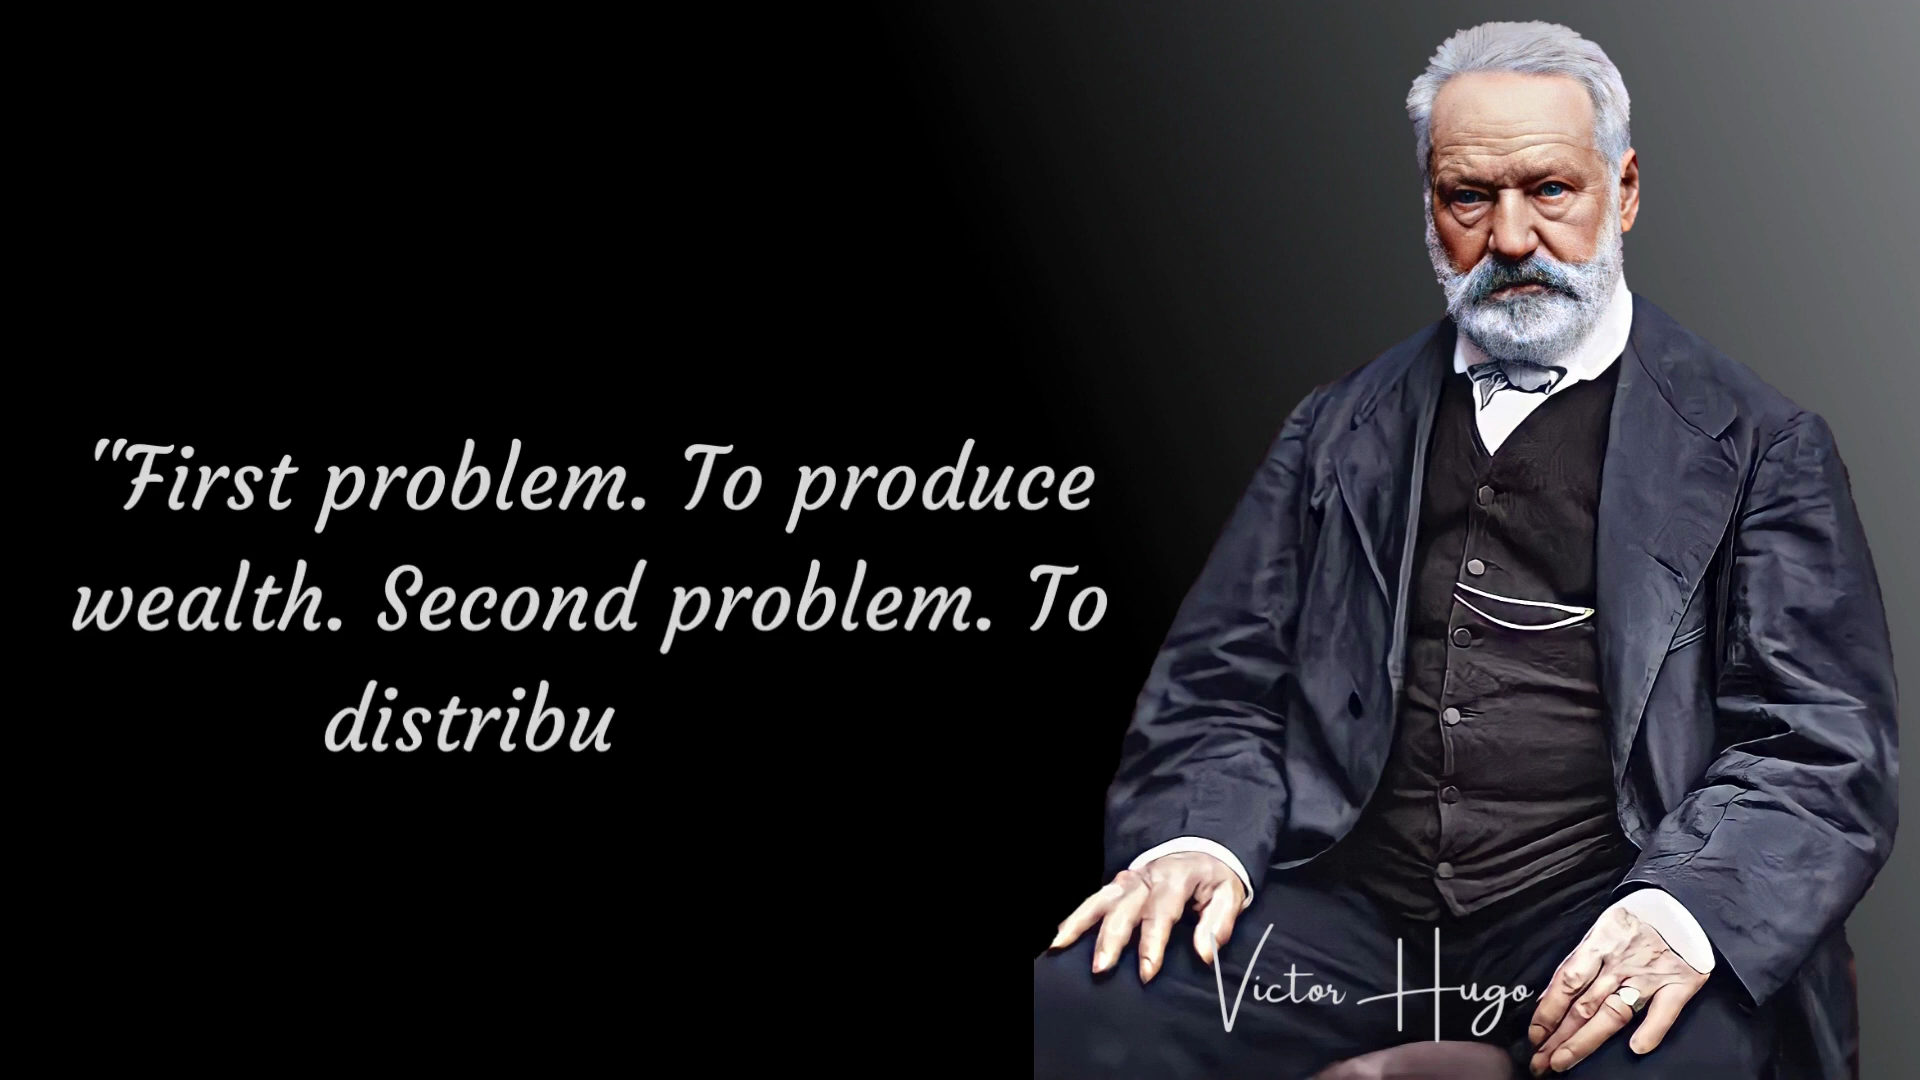 "First problem. To produce
wealth. Second problem. To
distribu
Victor Hugo